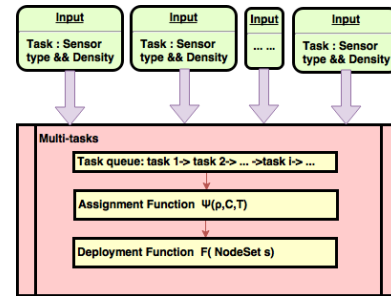 Input
Task : Sensor
type && Density
Input
Task : Sensor
type && Density
Input
... ...
Input
Task : Sensor
type && Density
Multi-tasks
Task queue: task 1-> task 2-> ... ->task i-> ...
Assignment Function Ψ(ρ,C,T)
Deployment Function F( NodeSet s)